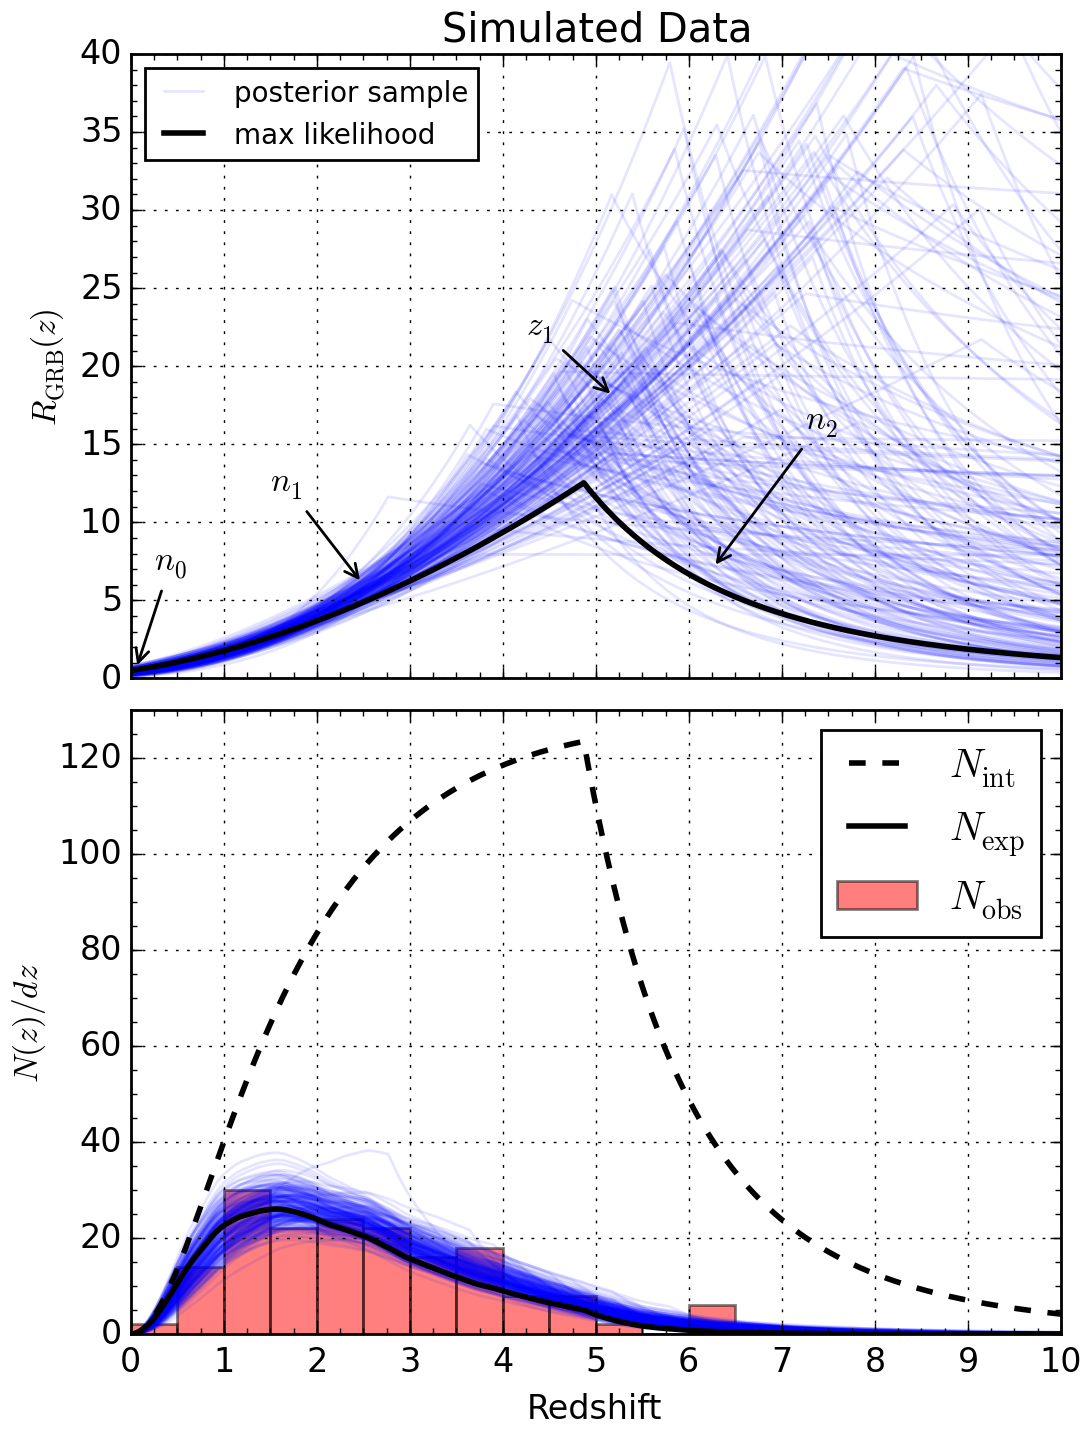 Simulated Data
40
35
30
25
20
15
10
5
0
R_GRB(z)
posterior sample
max likelihood
z_1
n_2
n_1
n_0
120
100
80
60
40
20
0
N(z)/dz
N_int
N_exp
N_obs
0 1 2 3 4 5 6 7 8 9 10
Redshift